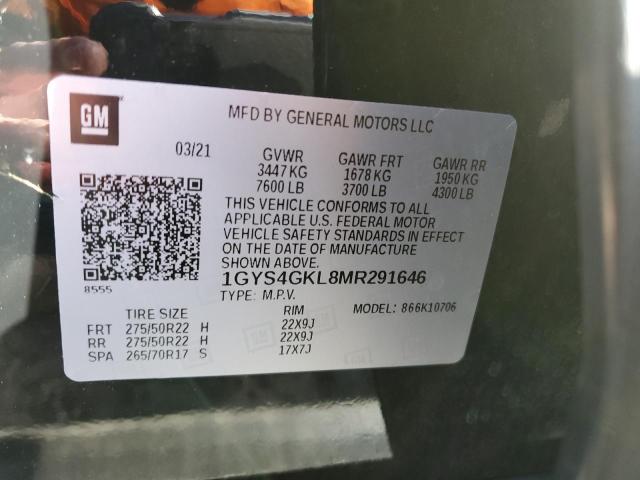 GM
MFD BY GENERAL MOTORS LLC
03/21 GVWR GAWR FRT GAWR RR
3447 KG 1678 KG 1950 KG
7600 LB 3700 LB 4300 LB
THIS VEHICLE CONFORMS TO ALL
APPLICABLE U.S. FEDERAL MOTOR
VEHICLE SAFETY STANDARDS IN EFFECT
ON THE DATE OF MANUFACTURE
SHOWN ABOVE.
8555
1GYS4GKL8MR291646
TYPE: M.P.V. MODEL: 866K10706
TIRE SIZE RIM
FRT 275/50R22 H 22X9J
RR 275/50R22 H 22X9J
SPA 265/70R17 S 17X7J